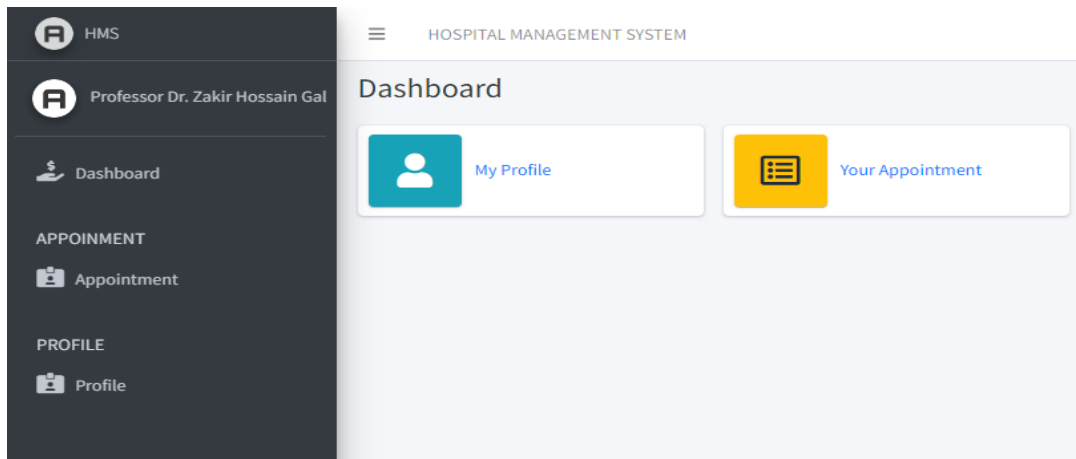 HMS
Professor Dr. Zakir Hossain Gal
Dashboard
APPOINMENT
Appointment
PROFILE
Profile
HOSPITAL MANAGEMENT SYSTEM
Dashboard
My Profile
Your Appointment